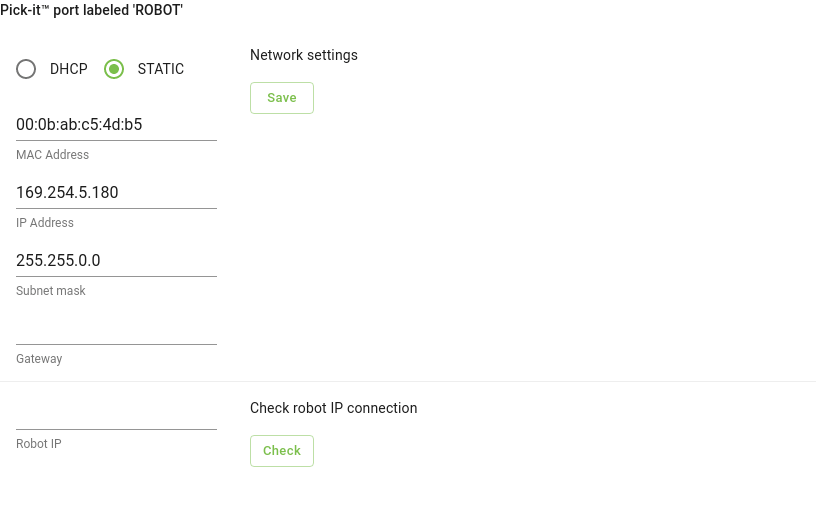 Pick-it™ port labeled 'ROBOT'
DHCP
STATIC
Network settings
Save
00:0b:ab:c5:4d:b5
MAC Address
169.254.5.180
IP Address
255.255.0.0
Subnet mask
Gateway
Check robot IP connection
Robot IP
Check